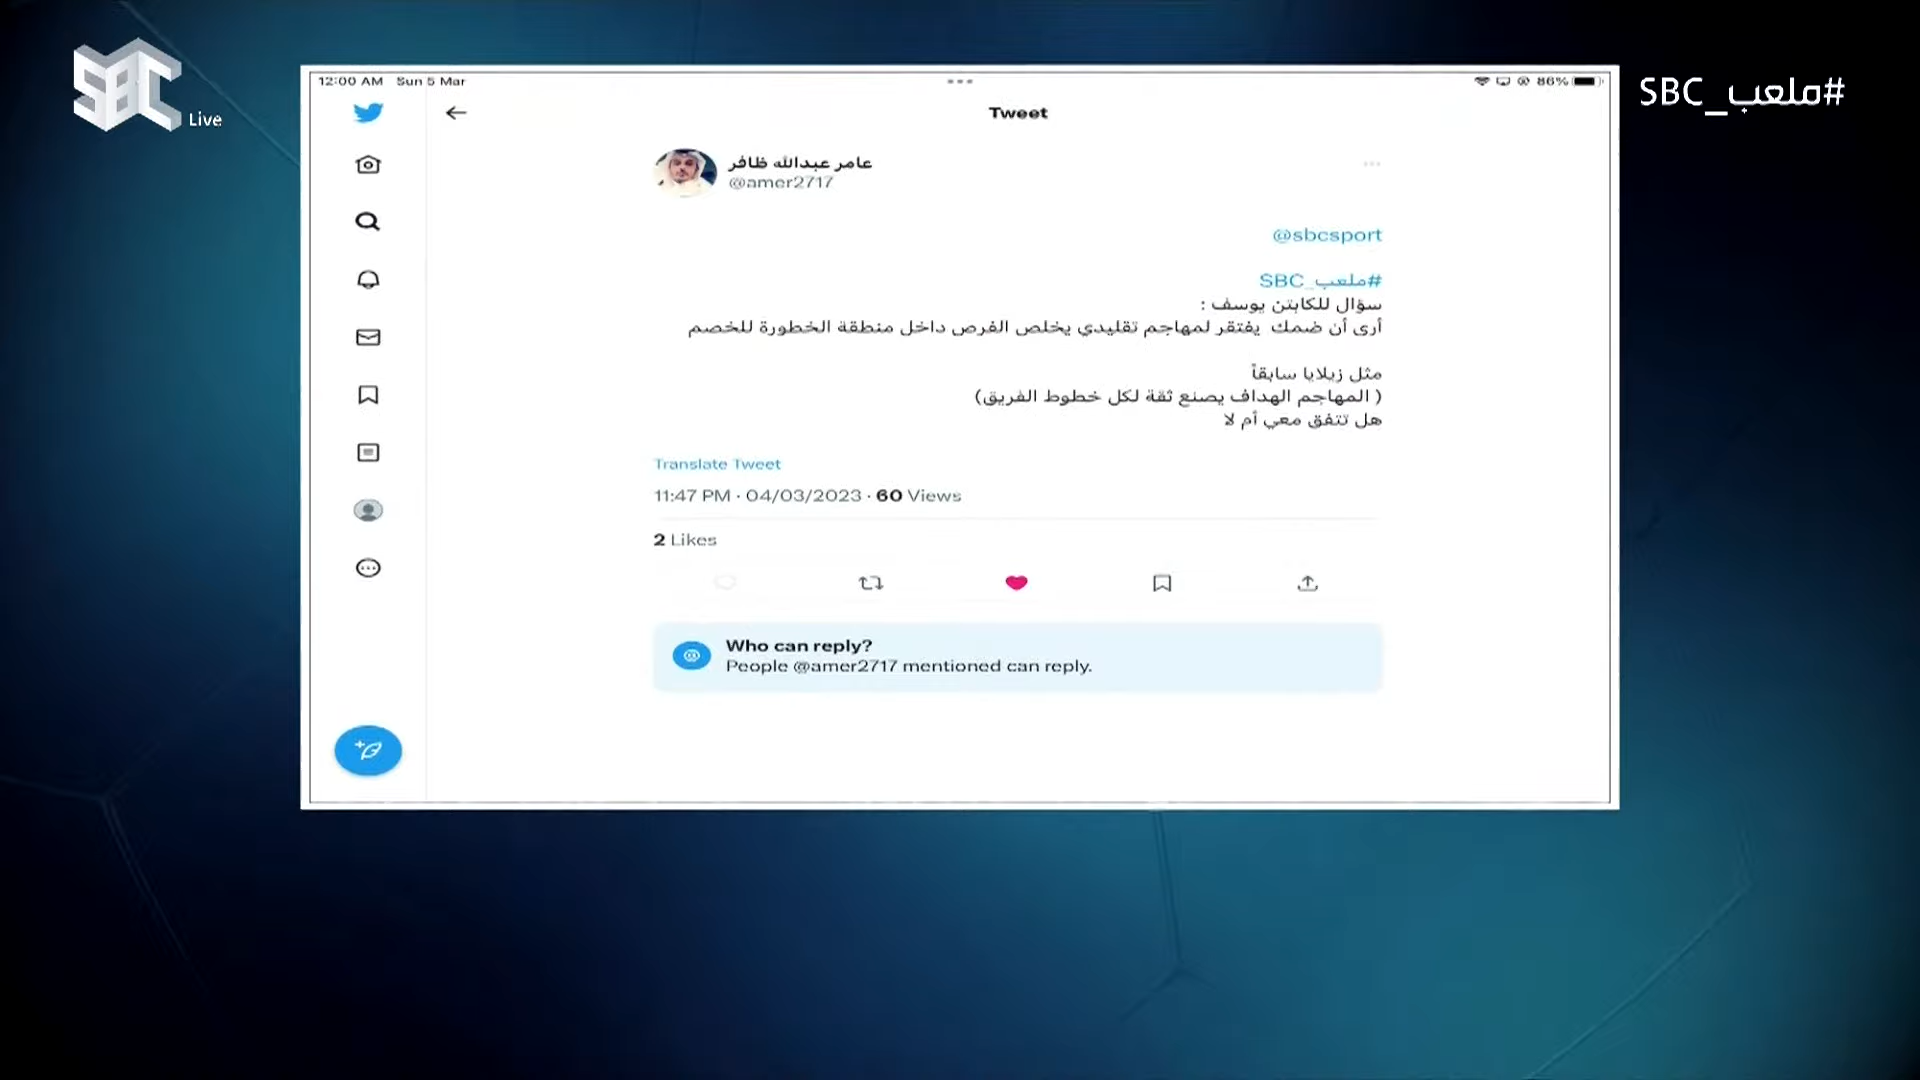 SBC
Live
#ملعب_SBC
12:00 AM Sun 5 Mar
86%
Tweet
عامر عبدالله ظافر
@amer2717
@sbcsport
#ملعب_SBC
سؤال للكابتن يوسف :
أرى أن ضمك يفتقر لمهاجم تقليدي يخلص الفرص داخل منطقة الخطورة للخصم
مثل زيلايا سابقاً
( المهاجم الهداف يصنع ثقة لكل خطوط الفريق)
هل تتفق معي أم لا
Translate Tweet
11:47 PM · 04/03/2023 · 60 Views
2 Likes
Who can reply?
People @amer2717 mentioned can reply.